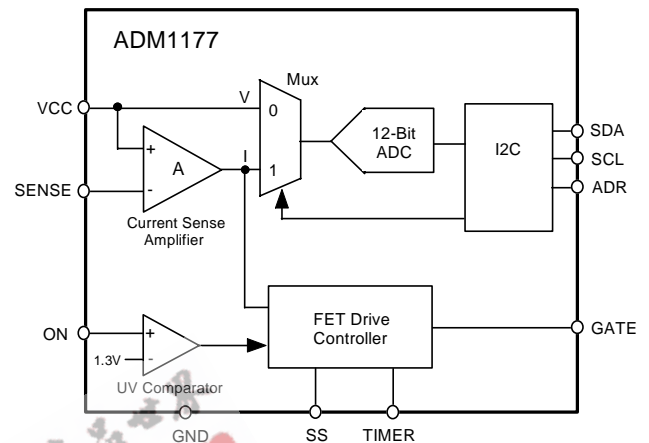 ADM1177
Mux
VCC
V
0
+
A
-
I
1
12-Bit
ADC
I2C
SDA
SCL
ADR
SENSE
Current Sense
Amplifier
ON
+
1.3V
-
UV Comparator
FET Drive
Controller
GATE
GND
SS
TIMER